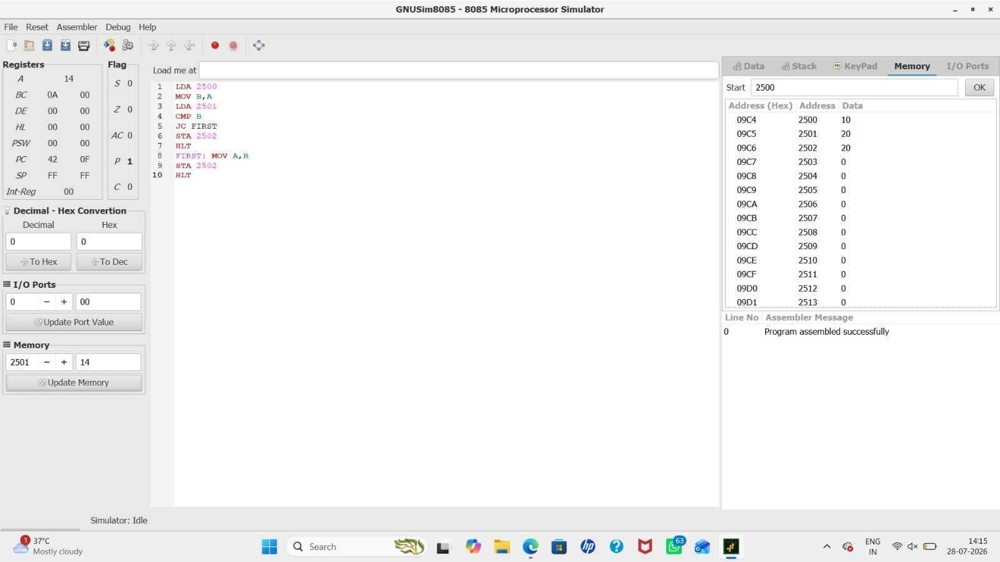 GNUSim8085 - 8085 Microprocessor Simulator
File Reset Assembler Debug Help
Registers
A 14
BC 0A 00
DE 00 00
HL 00 00
PSW 00 00
PC 42 0F
SP FF FF
Int-Reg 00
Flag
S 0
Z 0
AC 0
P 1
C 0
Decimal - Hex Convertion
Decimal Hex
0 0
To Hex To Dec
I/O Ports
0 - + 00
Update Port Value
Memory
2501 - + 14
Update Memory
Load me at
1 LDA 2500
2 MOV B,A
3 LDA 2501
4 CMP B
5 JC FIRST
6 STA 2502
7 HLT
8 FIRST: MOV A,B
9 STA 2502
10 HLT
Data Stack Abc KeyPad Memory I/O Ports
Start 2500 OK
Address (Hex) Address Data
09C4 2500 10
09C5 2501 20
09C6 2502 20
09C7 2503 0
09C8 2504 0
09C9 2505 0
09CA 2506 0
09CB 2507 0
09CC 2508 0
09CD 2509 0
09CE 2510 0
09CF 2511 0
09D0 2512 0
09D1 2513 0
Line No Assembler Message
0 Program assembled successfully
Simulator: Idle
1 37°C
Mostly cloudy
Search
hp
?
63
ENG
IN
14:15
28-07-2026